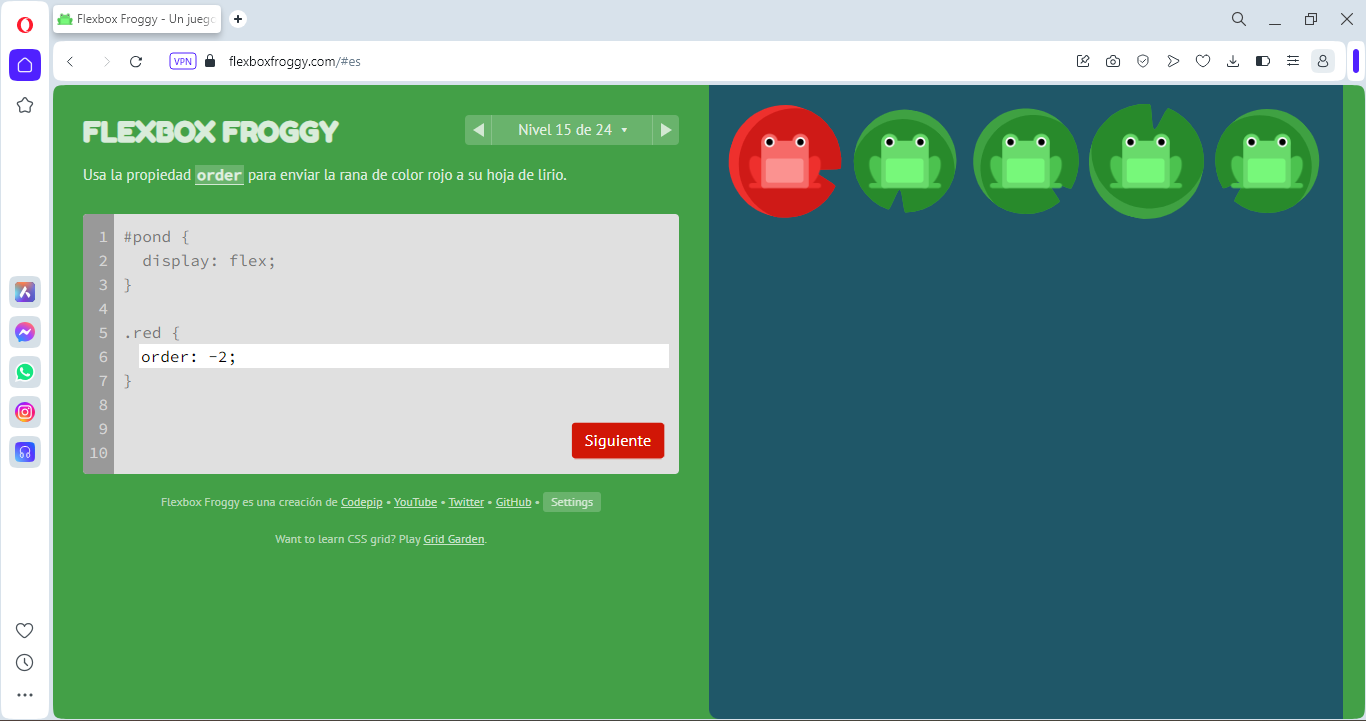 Flexbox Froggy - Un juego
VPN
flexboxfroggy.com/#es
FLEXBOX FROGGY
Nivel 15 de 24
Usa la propiedad order para enviar la rana de color rojo a su hoja de lirio.
1 #pond {
2 display: flex;
3 }
4
5 .red {
6 order: -2;
7 }
8
9
10
Siguiente
Flexbox Froggy es una creación de Codepip • YouTube • Twitter • GitHub • Settings
Want to learn CSS grid? Play Grid Garden.